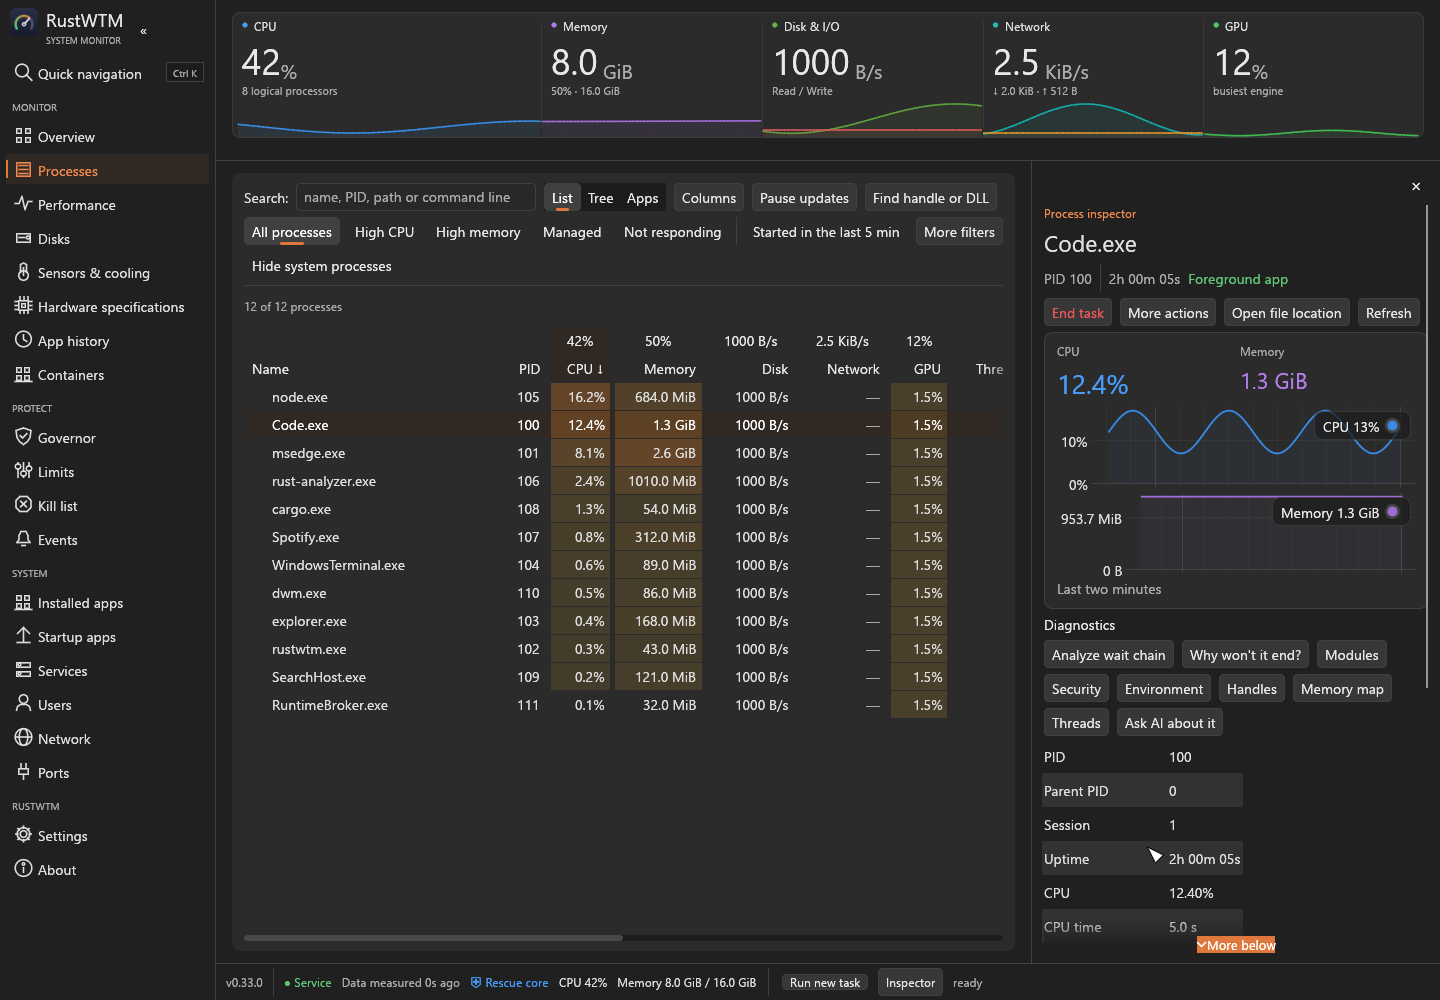 RustWTM
SYSTEM MONITOR
«
Quick navigation
Ctrl K
MONITOR
Overview
Processes
Performance
Disks
Sensors & cooling
Hardware specifications
App history
Containers
PROTECT
Governor
Limits
Kill list
Events
SYSTEM
Installed apps
Startup apps
Services
Users
Network
Ports
RUSTWTM
Settings
About
CPU
42%
8 logical processors
Memory
8.0 GiB
50% · 16.0 GiB
Disk & I/O
1000 B/s
Read / Write
Network
2.5 KiB/s
↓ 2.0 KiB · ↑ 512 B
GPU
12%
busiest engine
Search: name, PID, path or command line List Tree Apps Columns Pause updates Find handle or DLL
All processes High CPU High memory Managed Not responding Started in the last 5 min More filters
Hide system processes
12 of 12 processes
42% 50% 1000 B/s 2.5 KiB/s 12%
Name PID CPU ↓ Memory Disk Network GPU Thre
node.exe 105 16.2% 684.0 MiB 1000 B/s — 1.5%
Code.exe 100 12.4% 1.3 GiB 1000 B/s — 1.5%
msedge.exe 101 8.1% 2.6 GiB 1000 B/s — 1.5%
rust-analyzer.exe 106 2.4% 1010.0 MiB 1000 B/s — 1.5%
cargo.exe 108 1.3% 54.0 MiB 1000 B/s — 1.5%
Spotify.exe 107 0.8% 312.0 MiB 1000 B/s — 1.5%
WindowsTerminal.exe 104 0.6% 89.0 MiB 1000 B/s — 1.5%
dwm.exe 110 0.5% 86.0 MiB 1000 B/s — 1.5%
explorer.exe 103 0.4% 168.0 MiB 1000 B/s — 1.5%
rustwtm.exe 102 0.3% 43.0 MiB 1000 B/s — 1.5%
SearchHost.exe 109 0.2% 121.0 MiB 1000 B/s — 1.5%
RuntimeBroker.exe 111 0.1% 32.0 MiB 1000 B/s — 1.5%
×
Process inspector
Code.exe
PID 100 2h 00m 05s Foreground app
End task More actions Open file location Refresh
CPU Memory
12.4% 1.3 GiB
CPU 13%
10%
0%
Memory 1.3 GiB
953.7 MiB
0 B
Last two minutes
Diagnostics
Analyze wait chain Why won't it end? Modules
Security Environment Handles Memory map
Threads Ask AI about it
PID 100
Parent PID 0
Session 1
Uptime 2h 00m 05s
CPU 12.40%
CPU time 5.0 s
More below
v0.33.0 Service Data measured 0s ago Rescue core CPU 42% Memory 8.0 GiB / 16.0 GiB Run new task Inspector ready